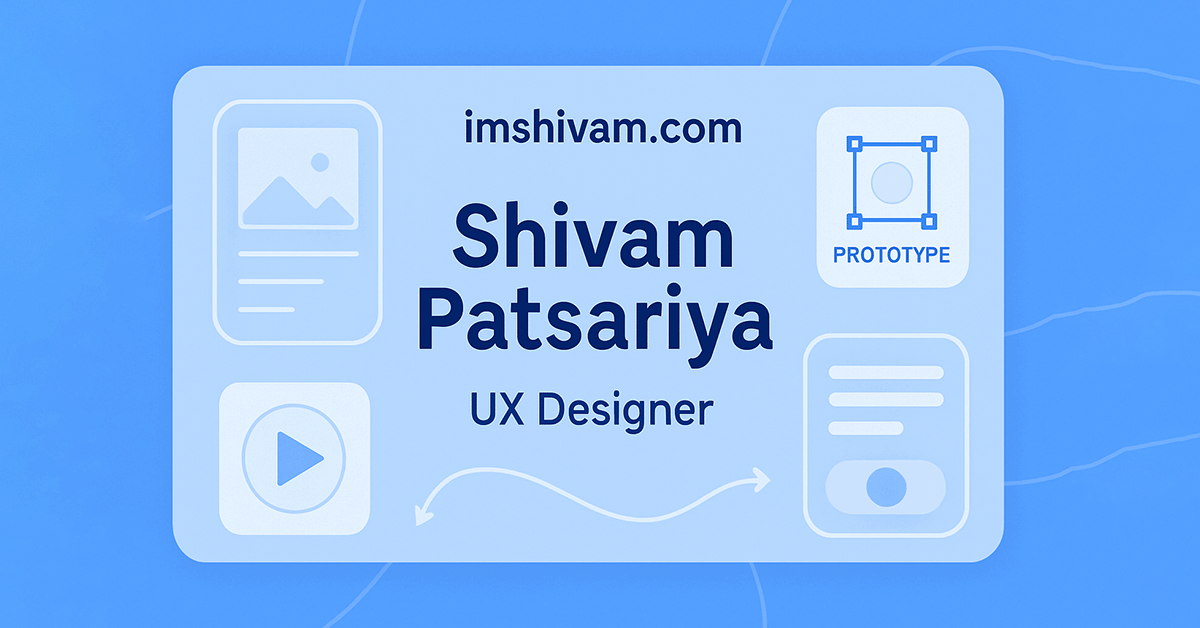 imshivam.com
Shivam
Patsariya
UX Designer
PROTOTYPE